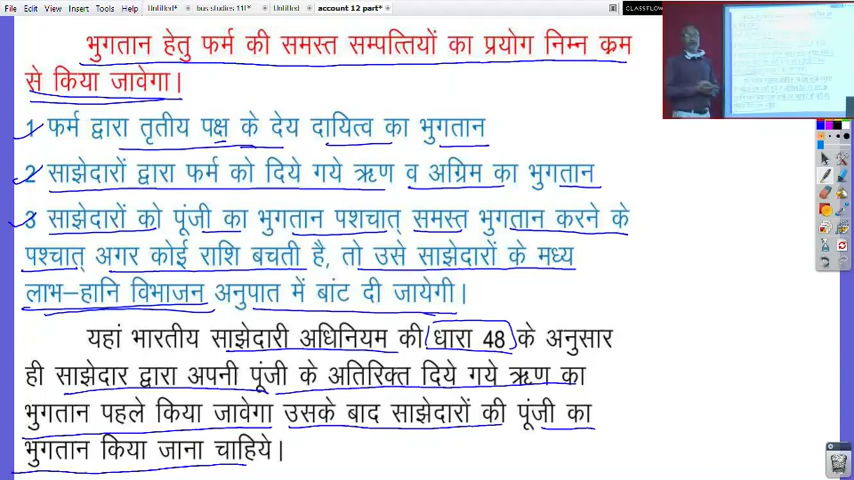 File Edit View Insert Tools Help Untitled* bus studies 11l* Untitled account 12 part* CLASSFLOW
भुगतान हेतु फर्म की समस्त सम्पत्तियों का प्रयोग निम्न क्रम
से किया जावेगा।
1 फर्म द्वारा तृतीय पक्ष के देय दायित्व का भुगतान
2 साझेदारों द्वारा फर्म को दिये गये ऋण व अग्रिम का भुगतान
3 साझेदारों को पूंजी का भुगतान पशचात् समस्त भुगतान करने के
पश्चात् अगर कोई राशि बचती है, तो उसे साझेदारों के मध्य
लाभ–हानि विभाजन अनुपात में बांट दी जायेगी।
यहां भारतीय साझेदारी अधिनियम की धारा 48 के अनुसार
ही साझेदार द्वारा अपनी पूंजी के अतिरिक्त दिये गये ऋण का
भुगतान पहले किया जावेगा उसके बाद साझेदारों की पूंजी का
भुगतान किया जाना चाहिये।